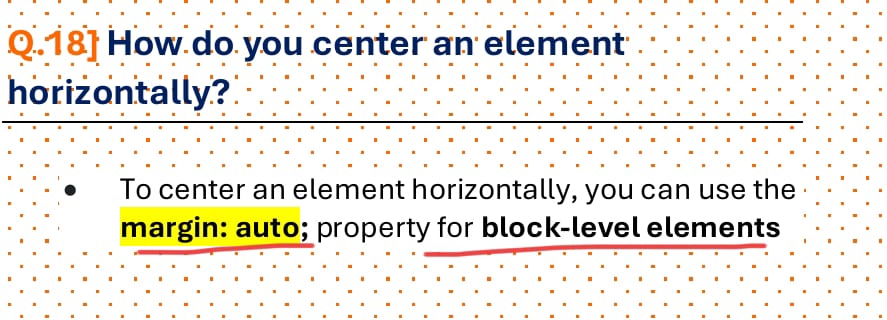 Q.18] How do you center an element
horizontally?
• To center an element horizontally, you can use the
margin: auto; property for block-level elements